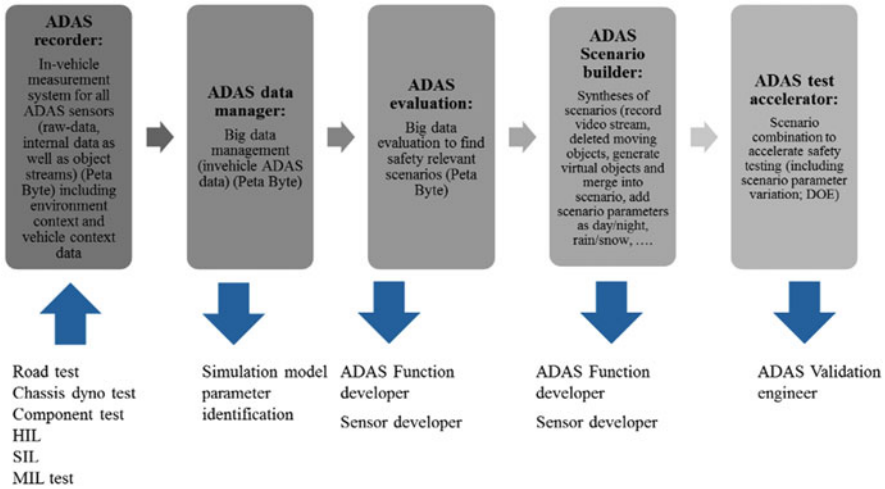 ADAS
recorder:
In-vehicle
measurement
system for all
ADAS sensors
(raw-data,
internal data as
well as object
streams) (Peta
Byte) including
environment
context and
vehicle context
data
ADAS data
manager:
Big data
management
(invehicle ADAS
data) (Peta Byte)
ADAS
evaluation:
Big data
evaluation to find
safety relevant
scenarios (Peta
Byte)
ADAS
Scenario
builder:
Syntheses of
scenarios (record
video stream,
deleted moving
objects, generate
virtual objects and
merge into
scenario, add
scenario parameters
as day/night,
rain/snow, ....
ADAS test
accelerator:
Scenario
combination to
accelerate safety
testing (including
scenario parameter
variation; DOE)
Road test
Chassis dyno test
Component test
HIL
SIL
MIL test
Simulation model
parameter
identification
ADAS Function
developer
Sensor developer
ADAS Function
developer
Sensor developer
ADAS Validation
engineer